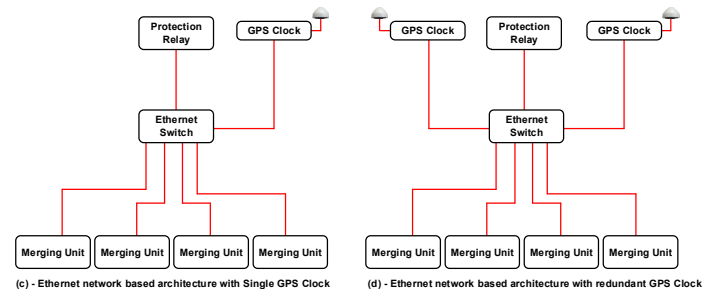 Protection
Relay
GPS Clock
Ethernet
Switch
Merging Unit
Merging Unit
Merging Unit
Merging Unit
(c) - Ethernet network based architecture with Single GPS Clock
GPS Clock
Protection
Relay
GPS Clock
Ethernet
Switch
Merging Unit
Merging Unit
Merging Unit
Merging Unit
(d) - Ethernet network based architecture with redundant GPS Clock